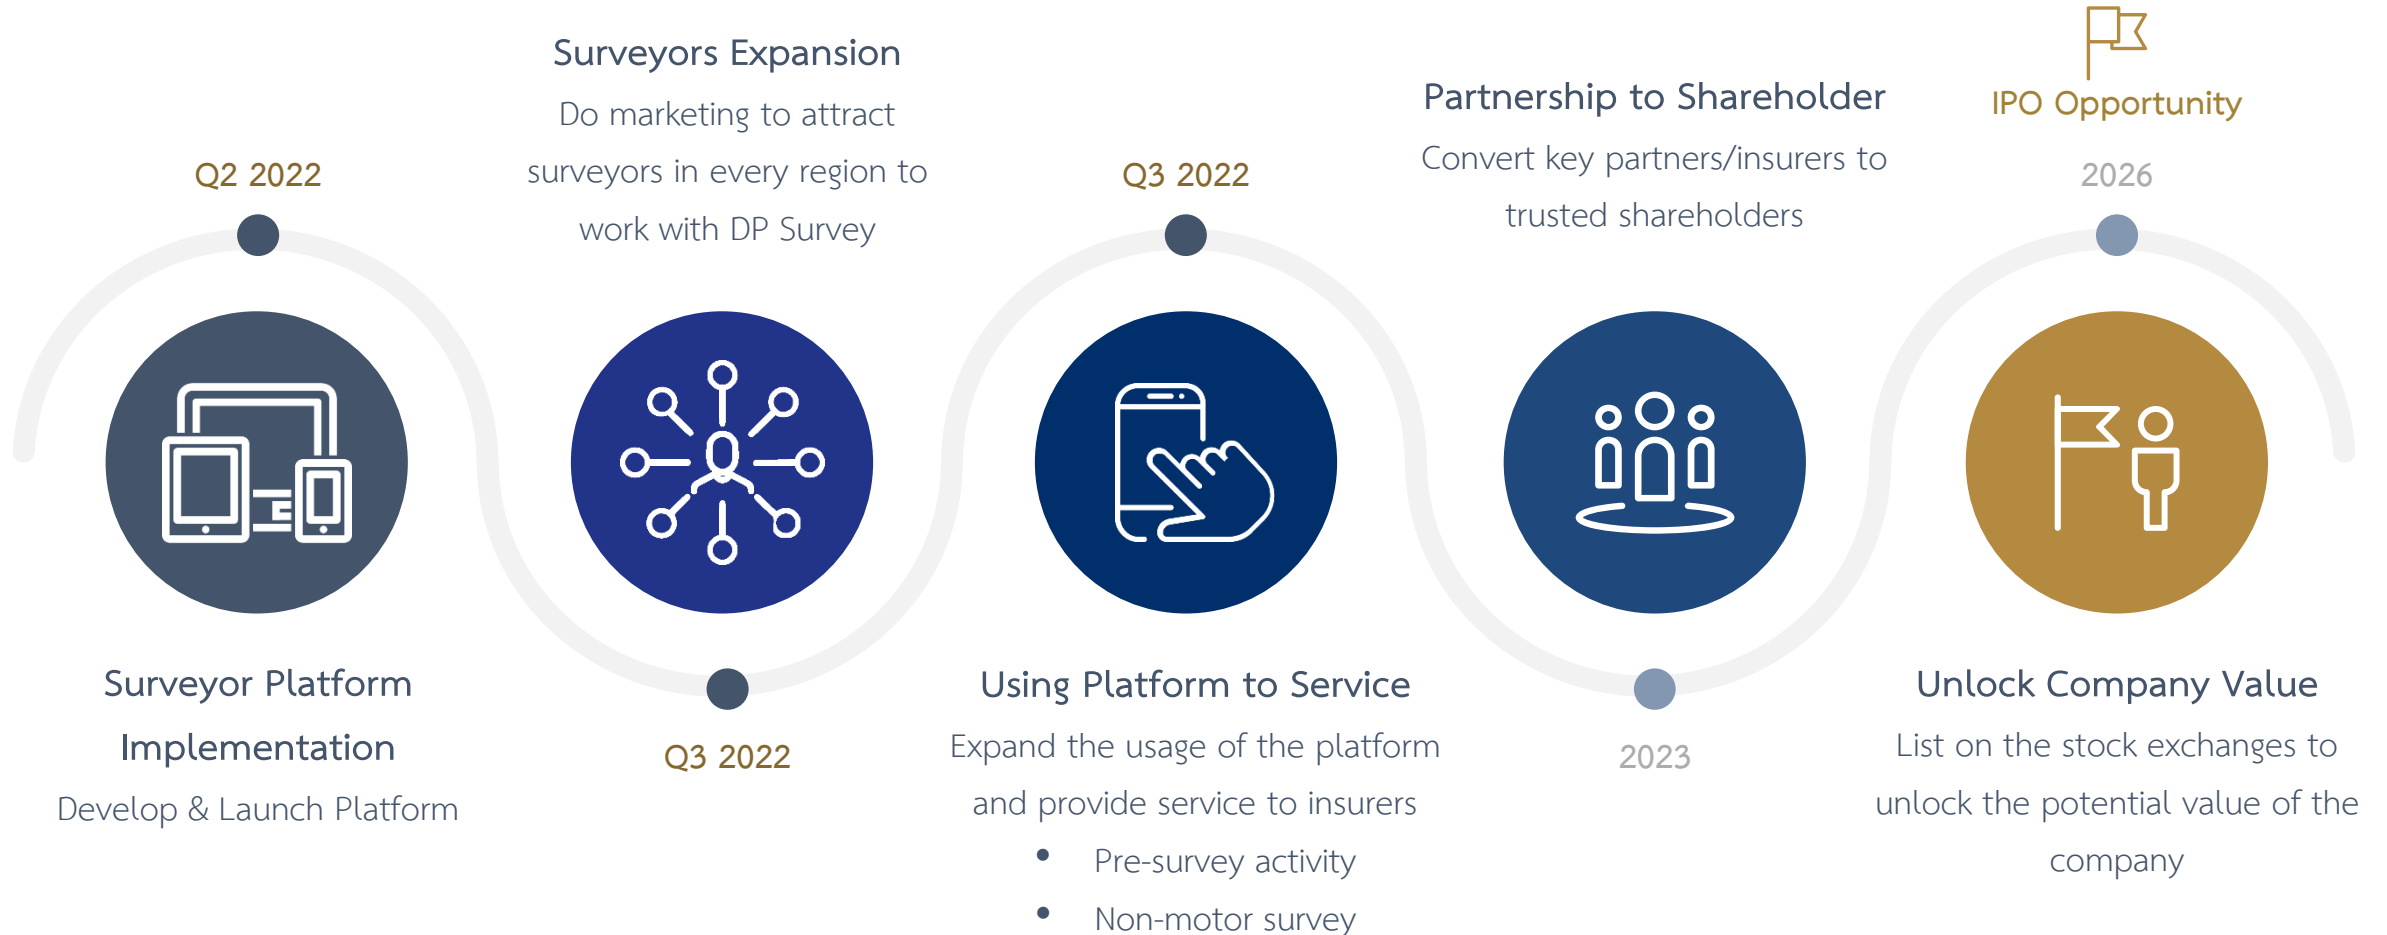 Q2 2022
Surveyor Platform
Implementation
Develop & Launch Platform
Surveyors Expansion
Do marketing to attract
surveyors in every region to
work with DP Survey
Q3 2022
Q3 2022
Using Platform to Service
Expand the usage of the platform
and provide service to insurers
• Pre-survey activity
• Non-motor survey
Partnership to Shareholder
Convert key partners/insurers to
trusted shareholders
2023
IPO Opportunity
2026
Unlock Company Value
List on the stock exchanges to
unlock the potential value of the
company